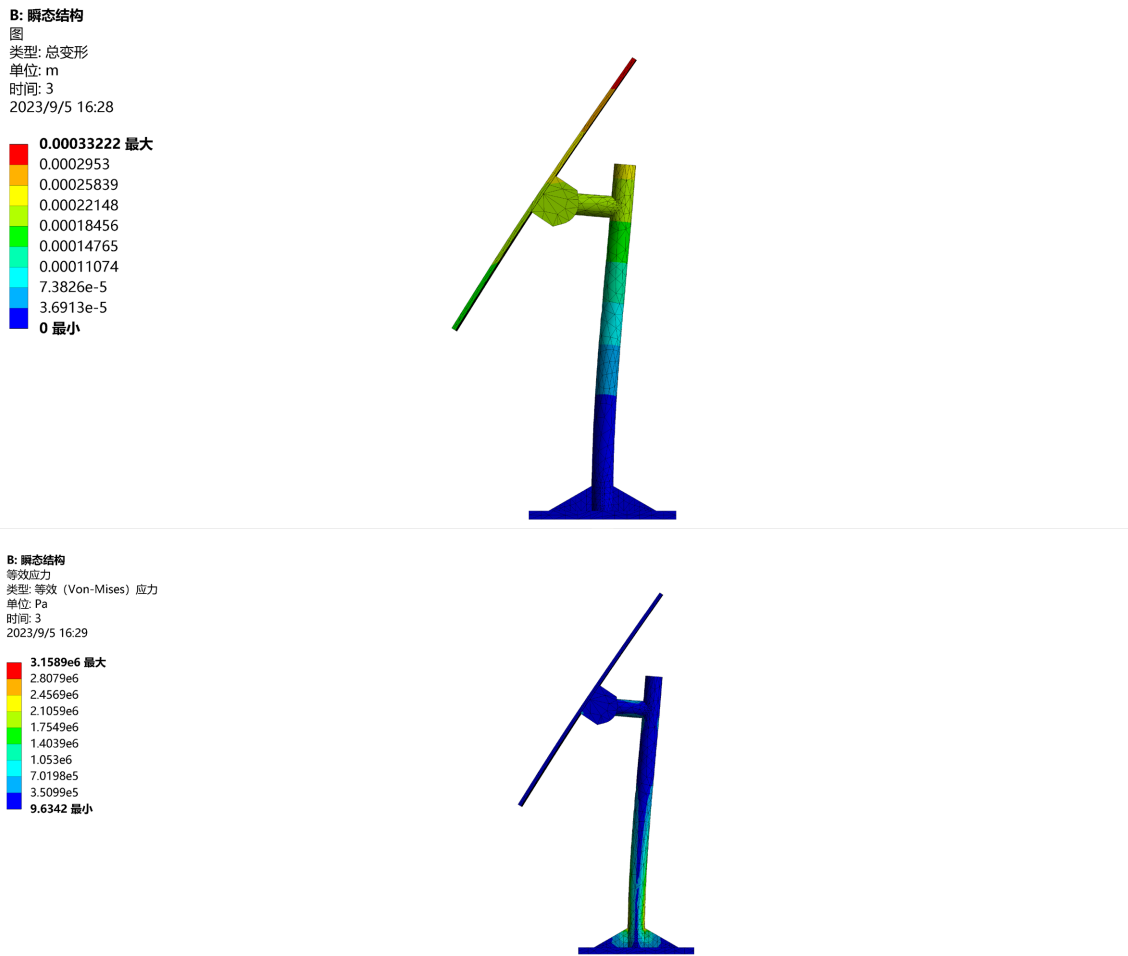 B: 瞬态结构
图
类型: 总变形
单位: m
时间: 3
2023/9/5 16:28
0.00033222 最大
0.0002953
0.00025839
0.00022148
0.00018456
0.00014765
0.00011074
7.3826e-5
3.6913e-5
0 最小
B: 瞬态结构
等效应力
类型: 等效（Von-Mises）应力
单位: Pa
时间: 3
2023/9/5 16:29
3.1589e6 最大
2.8079e6
2.4569e6
2.1059e6
1.7549e6
1.4039e6
1.053e6
7.0198e5
3.5099e5
9.6342 最小